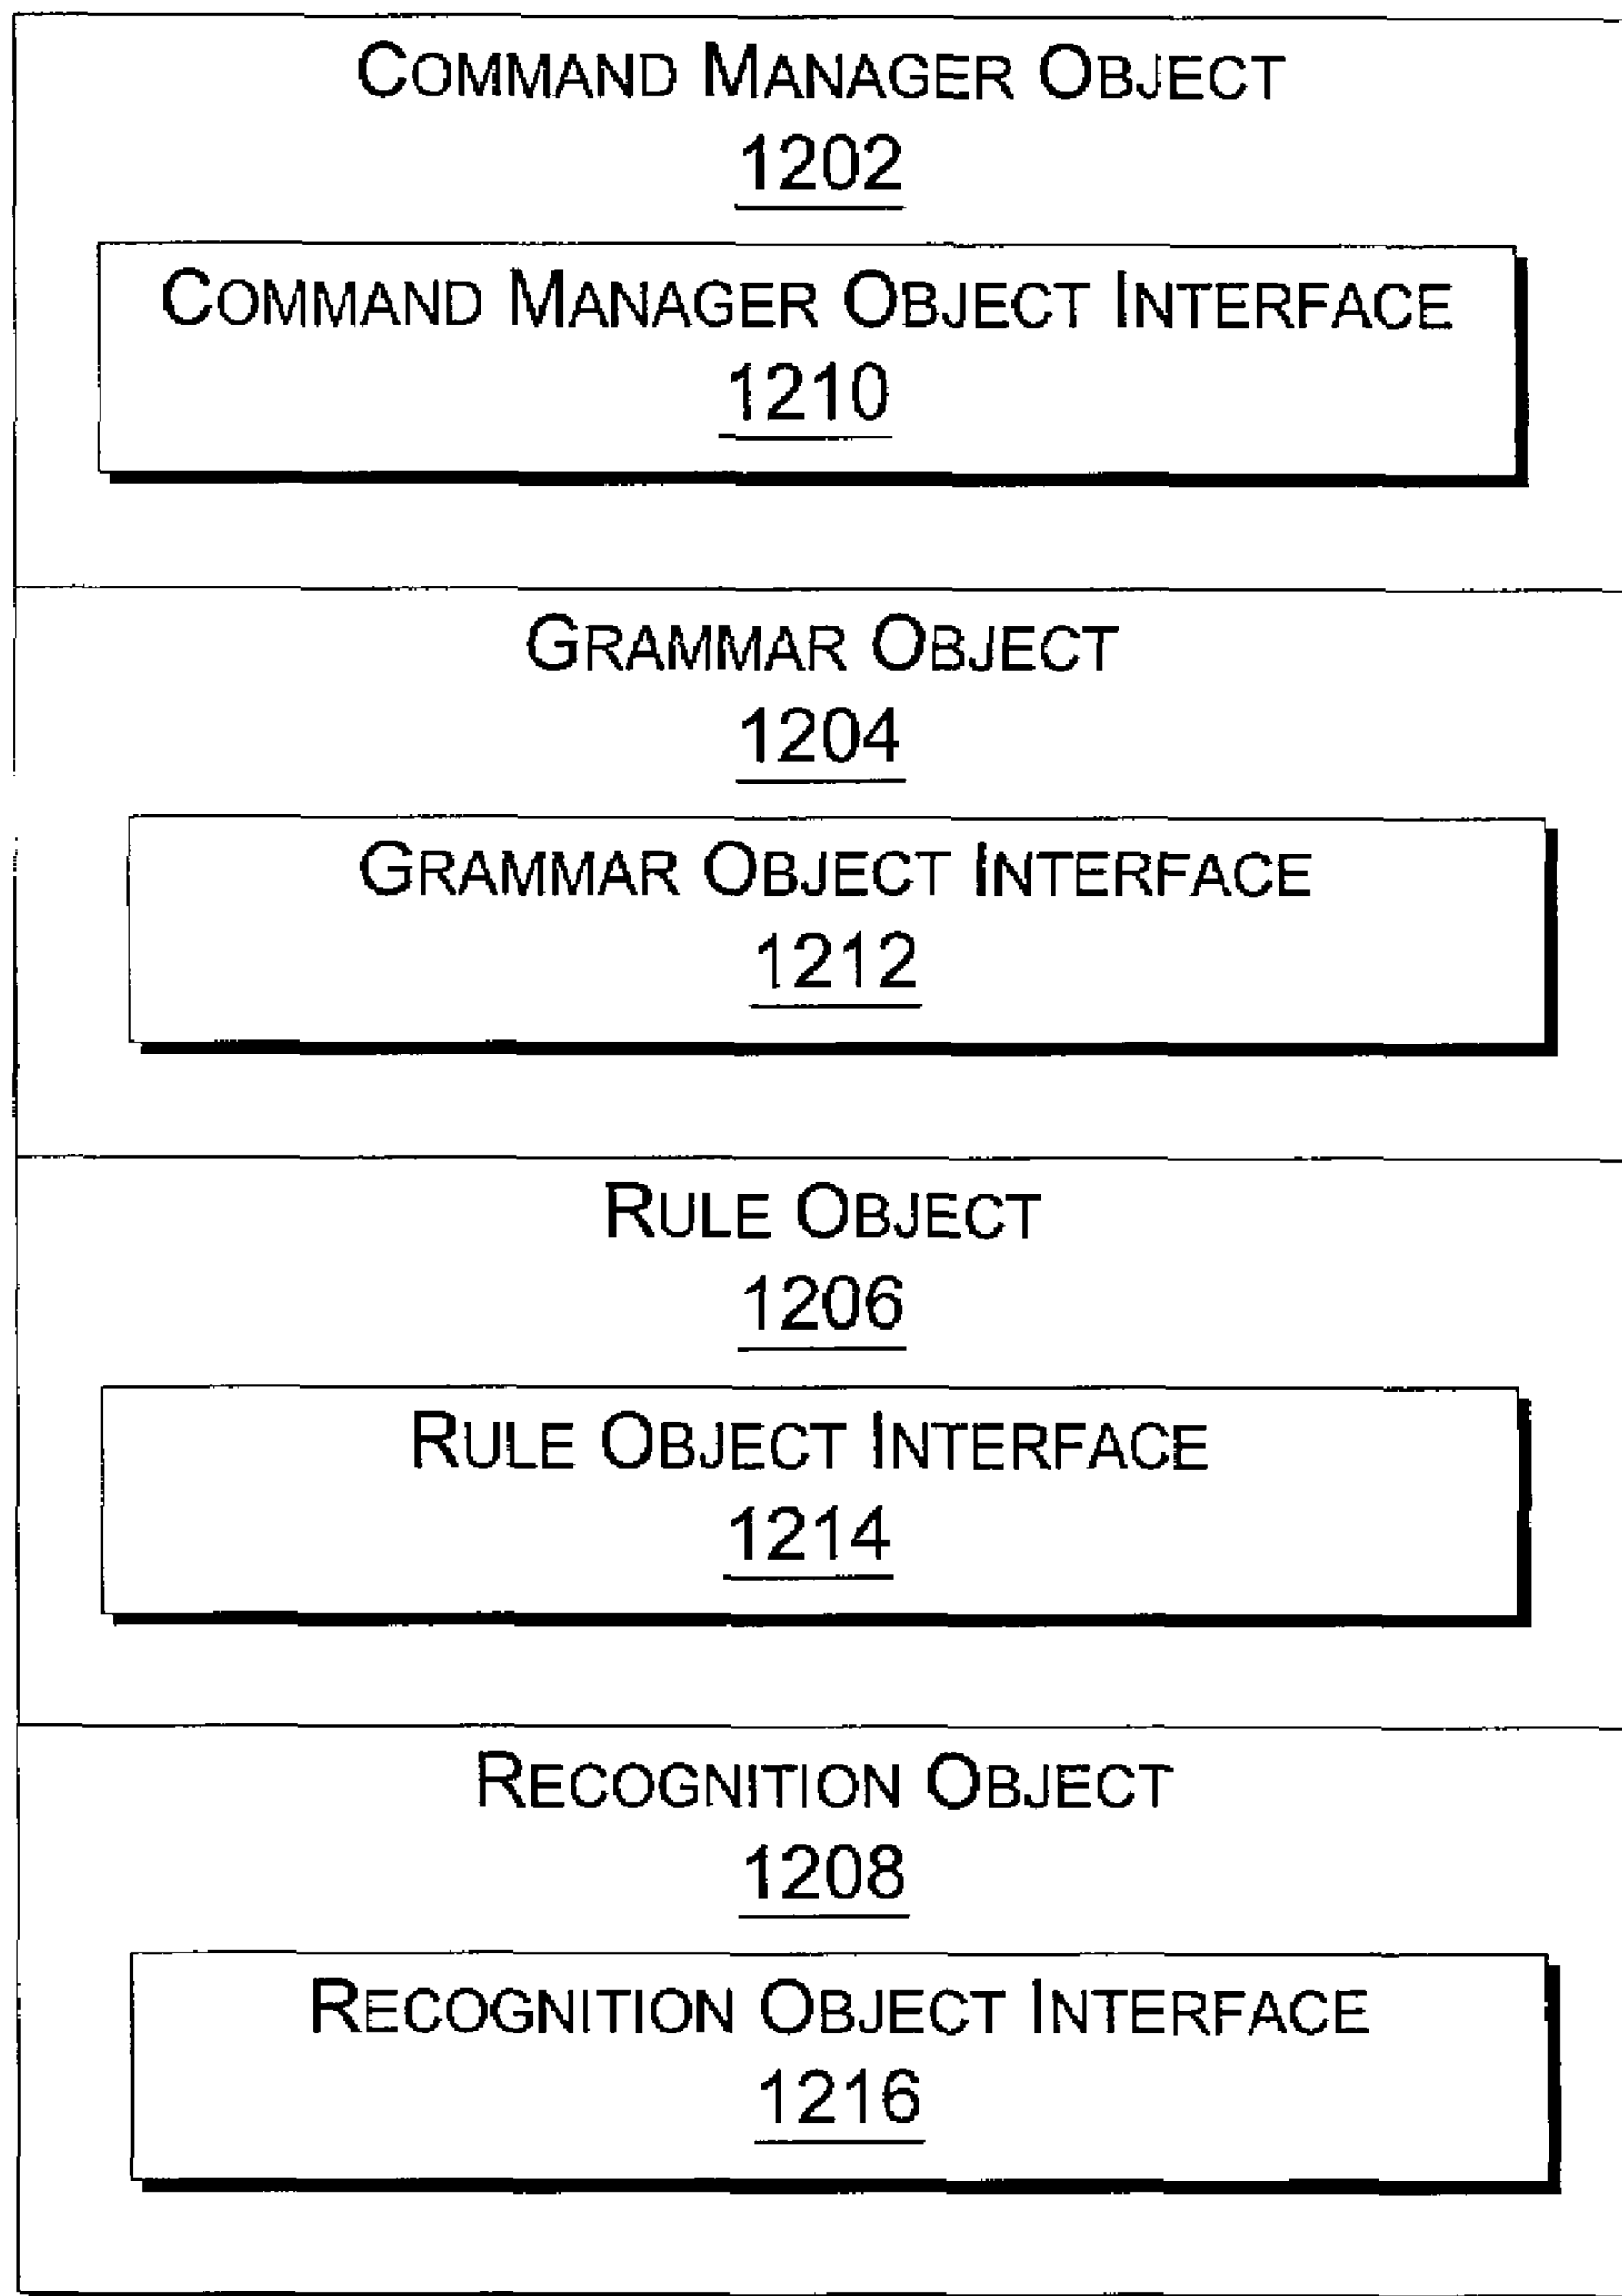 COMMAND MANAGER OBJECT
1202
COMMAND MANAGER OBJECT INTERFACE
1210
GRAMMAR OBJECT
1204
GRAMMAR OBJECT INTERFACE
1212
RULE OBJECT
1206
RULE OBJECT INTERFACE
1214
RECOGNITION OBJECT
1208
RECOGNITION OBJECT INTERFACE
1216